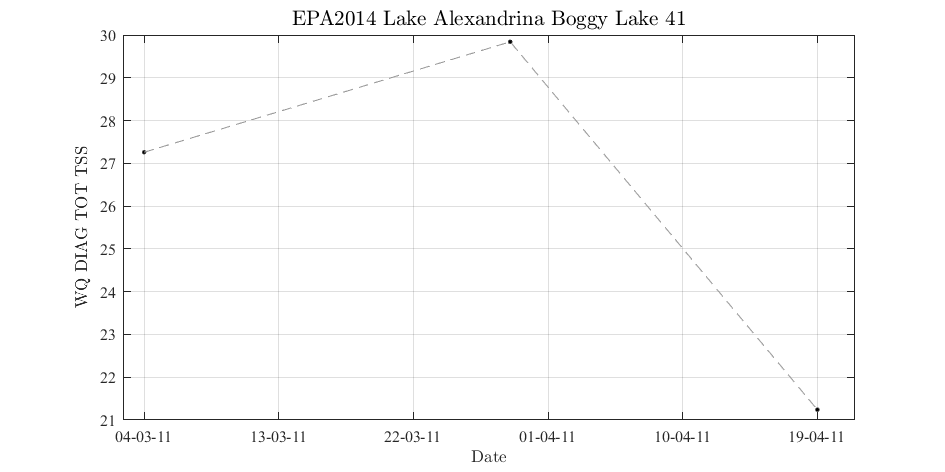 EPA2014 Lake Alexandrina Boggy Lake 41
WQ DIAG TOT TSS
30
29
28
27
26
25
24
23
22
21
04-03-11 13-03-11 22-03-11 01-04-11 10-04-11 19-04-11
Date